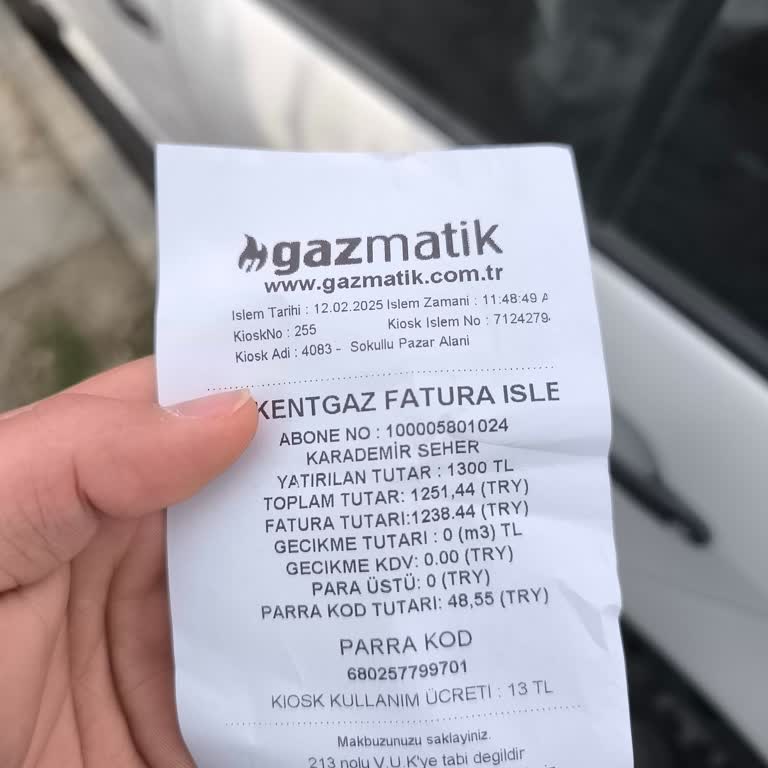 gazmatik
www.gazmatik.com.tr
Islem Tarihi : 12.02.2025 Islem Zamani : 11:48:49 A
KioskNo : 255 Kiosk Islem No : 7124279
Kiosk Adi : 4083 - Sokullu Pazar Alani
KENTGAZ FATURA ISLE
ABONE NO : 100005801024
KARADEMİR SEHER
YATIRILAN TUTAR : 1300 TL
TOPLAM TUTAR: 1251,44 (TRY)
FATURA TUTARI:1238.44 (TRY)
GECIKME TUTARI : 0 (m3) TL
GECIKME KDV: 0.00 (TRY)
PARA ÜSTÜ: 0 (TRY)
PARRA KOD TUTARI: 48,55 (TRY)
PARRA KOD
680257799701
KIOSK KULLANIM ÜCRETI : 13 TL
Makbuzunuzu saklayiniz.
213 nolu V.U.K'ye tabi degildir